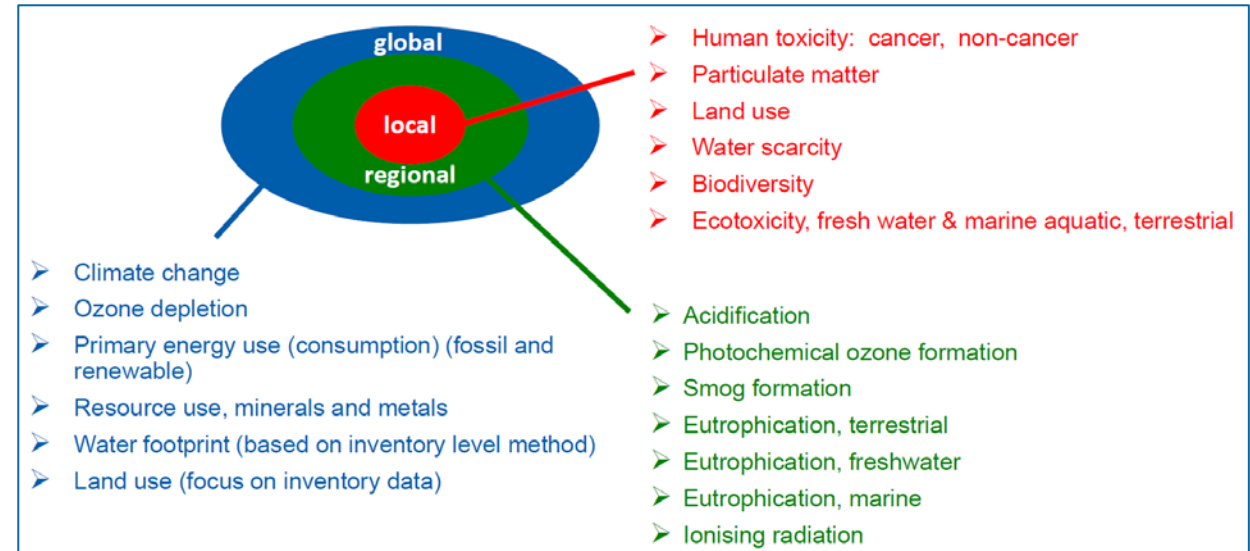 global
local
regional
➢ Human toxicity: cancer, non-cancer
➢ Particulate matter
➢ Land use
➢ Water scarcity
➢ Biodiversity
➢ Ecotoxicity, fresh water & marine aquatic, terrestrial
➢ Climate change
➢ Ozone depletion
➢ Primary energy use (consumption) (fossil and
renewable)
➢ Resource use, minerals and metals
➢ Water footprint (based on inventory level method)
➢ Land use (focus on inventory data)
➢ Acidification
➢ Photochemical ozone formation
➢ Smog formation
➢ Eutrophication, terrestrial
➢ Eutrophication, freshwater
➢ Eutrophication, marine
➢ Ionising radiation